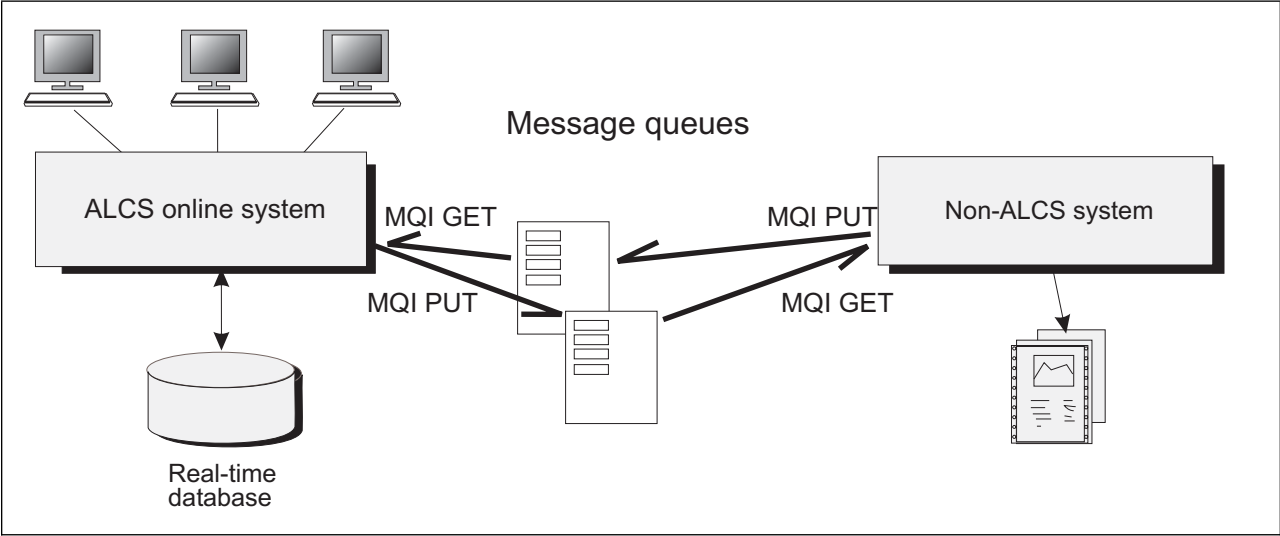 Message queues
ALCS online system
MQI GET
MQI PUT
Non-ALCS system
MQI PUT
MQI GET
Real-time
database